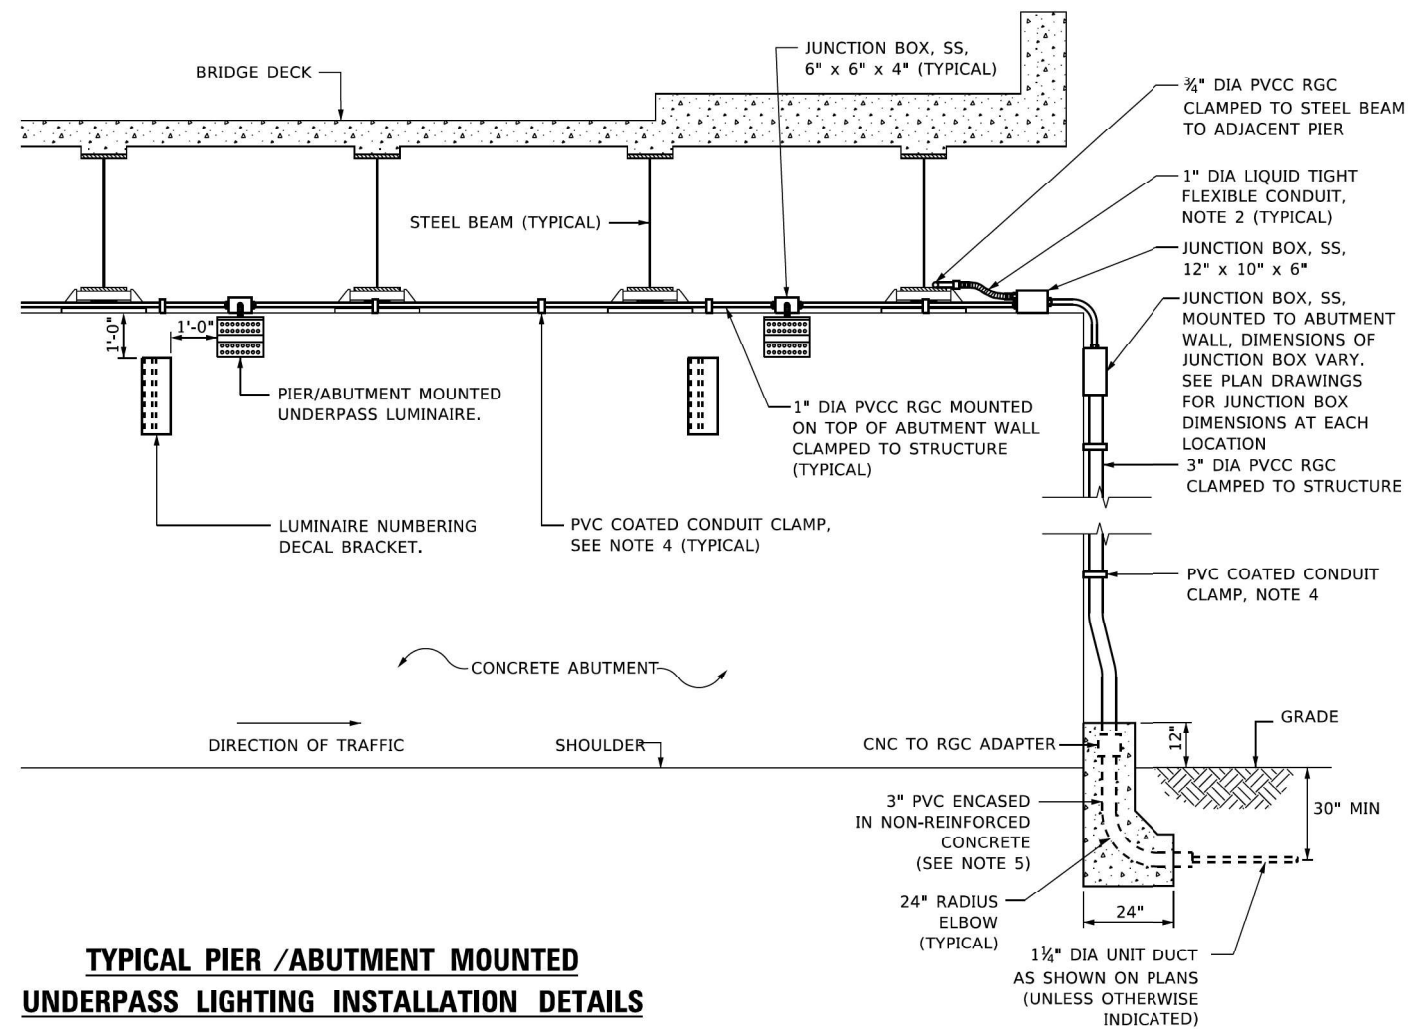 BRIDGE DECK
JUNCTION BOX, SS,
6" x 6" x 4" (TYPICAL)
¾" DIA PVCC RGC
CLAMPED TO STEEL BEAM
TO ADJACENT PIER
1" DIA LIQUID TIGHT
FLEXIBLE CONDUIT,
NOTE 2 (TYPICAL)
STEEL BEAM (TYPICAL)
JUNCTION BOX, SS,
12" x 10" x 6"
JUNCTION BOX, SS,
MOUNTED TO ABUTMENT
WALL, DIMENSIONS OF
JUNCTION BOX VARY.
SEE PLAN DRAWINGS
FOR JUNCTION BOX
DIMENSIONS AT EACH
LOCATION
1'-0"
1'-0"
PIER/ABUTMENT MOUNTED
UNDERPASS LUMINAIRE.
1" DIA PVCC RGC MOUNTED
ON TOP OF ABUTMENT WALL
CLAMPED TO STRUCTURE
(TYPICAL)
3" DIA PVCC RGC
CLAMPED TO STRUCTURE
LUMINAIRE NUMBERING
DECAL BRACKET.
PVC COATED CONDUIT CLAMP,
SEE NOTE 4 (TYPICAL)
PVC COATED CONDUIT
CLAMP, NOTE 4
CONCRETE ABUTMENT
DIRECTION OF TRAFFIC
SHOULDER
CNC TO RGC ADAPTER
12"
GRADE
3" PVC ENCASED
IN NON-REINFORCED
CONCRETE
(SEE NOTE 5)
30" MIN
24" RADIUS
ELBOW
(TYPICAL)
24"
1¼" DIA UNIT DUCT
AS SHOWN ON PLANS
(UNLESS OTHERWISE
INDICATED)
TYPICAL PIER /ABUTMENT MOUNTED
UNDERPASS LIGHTING INSTALLATION DETAILS